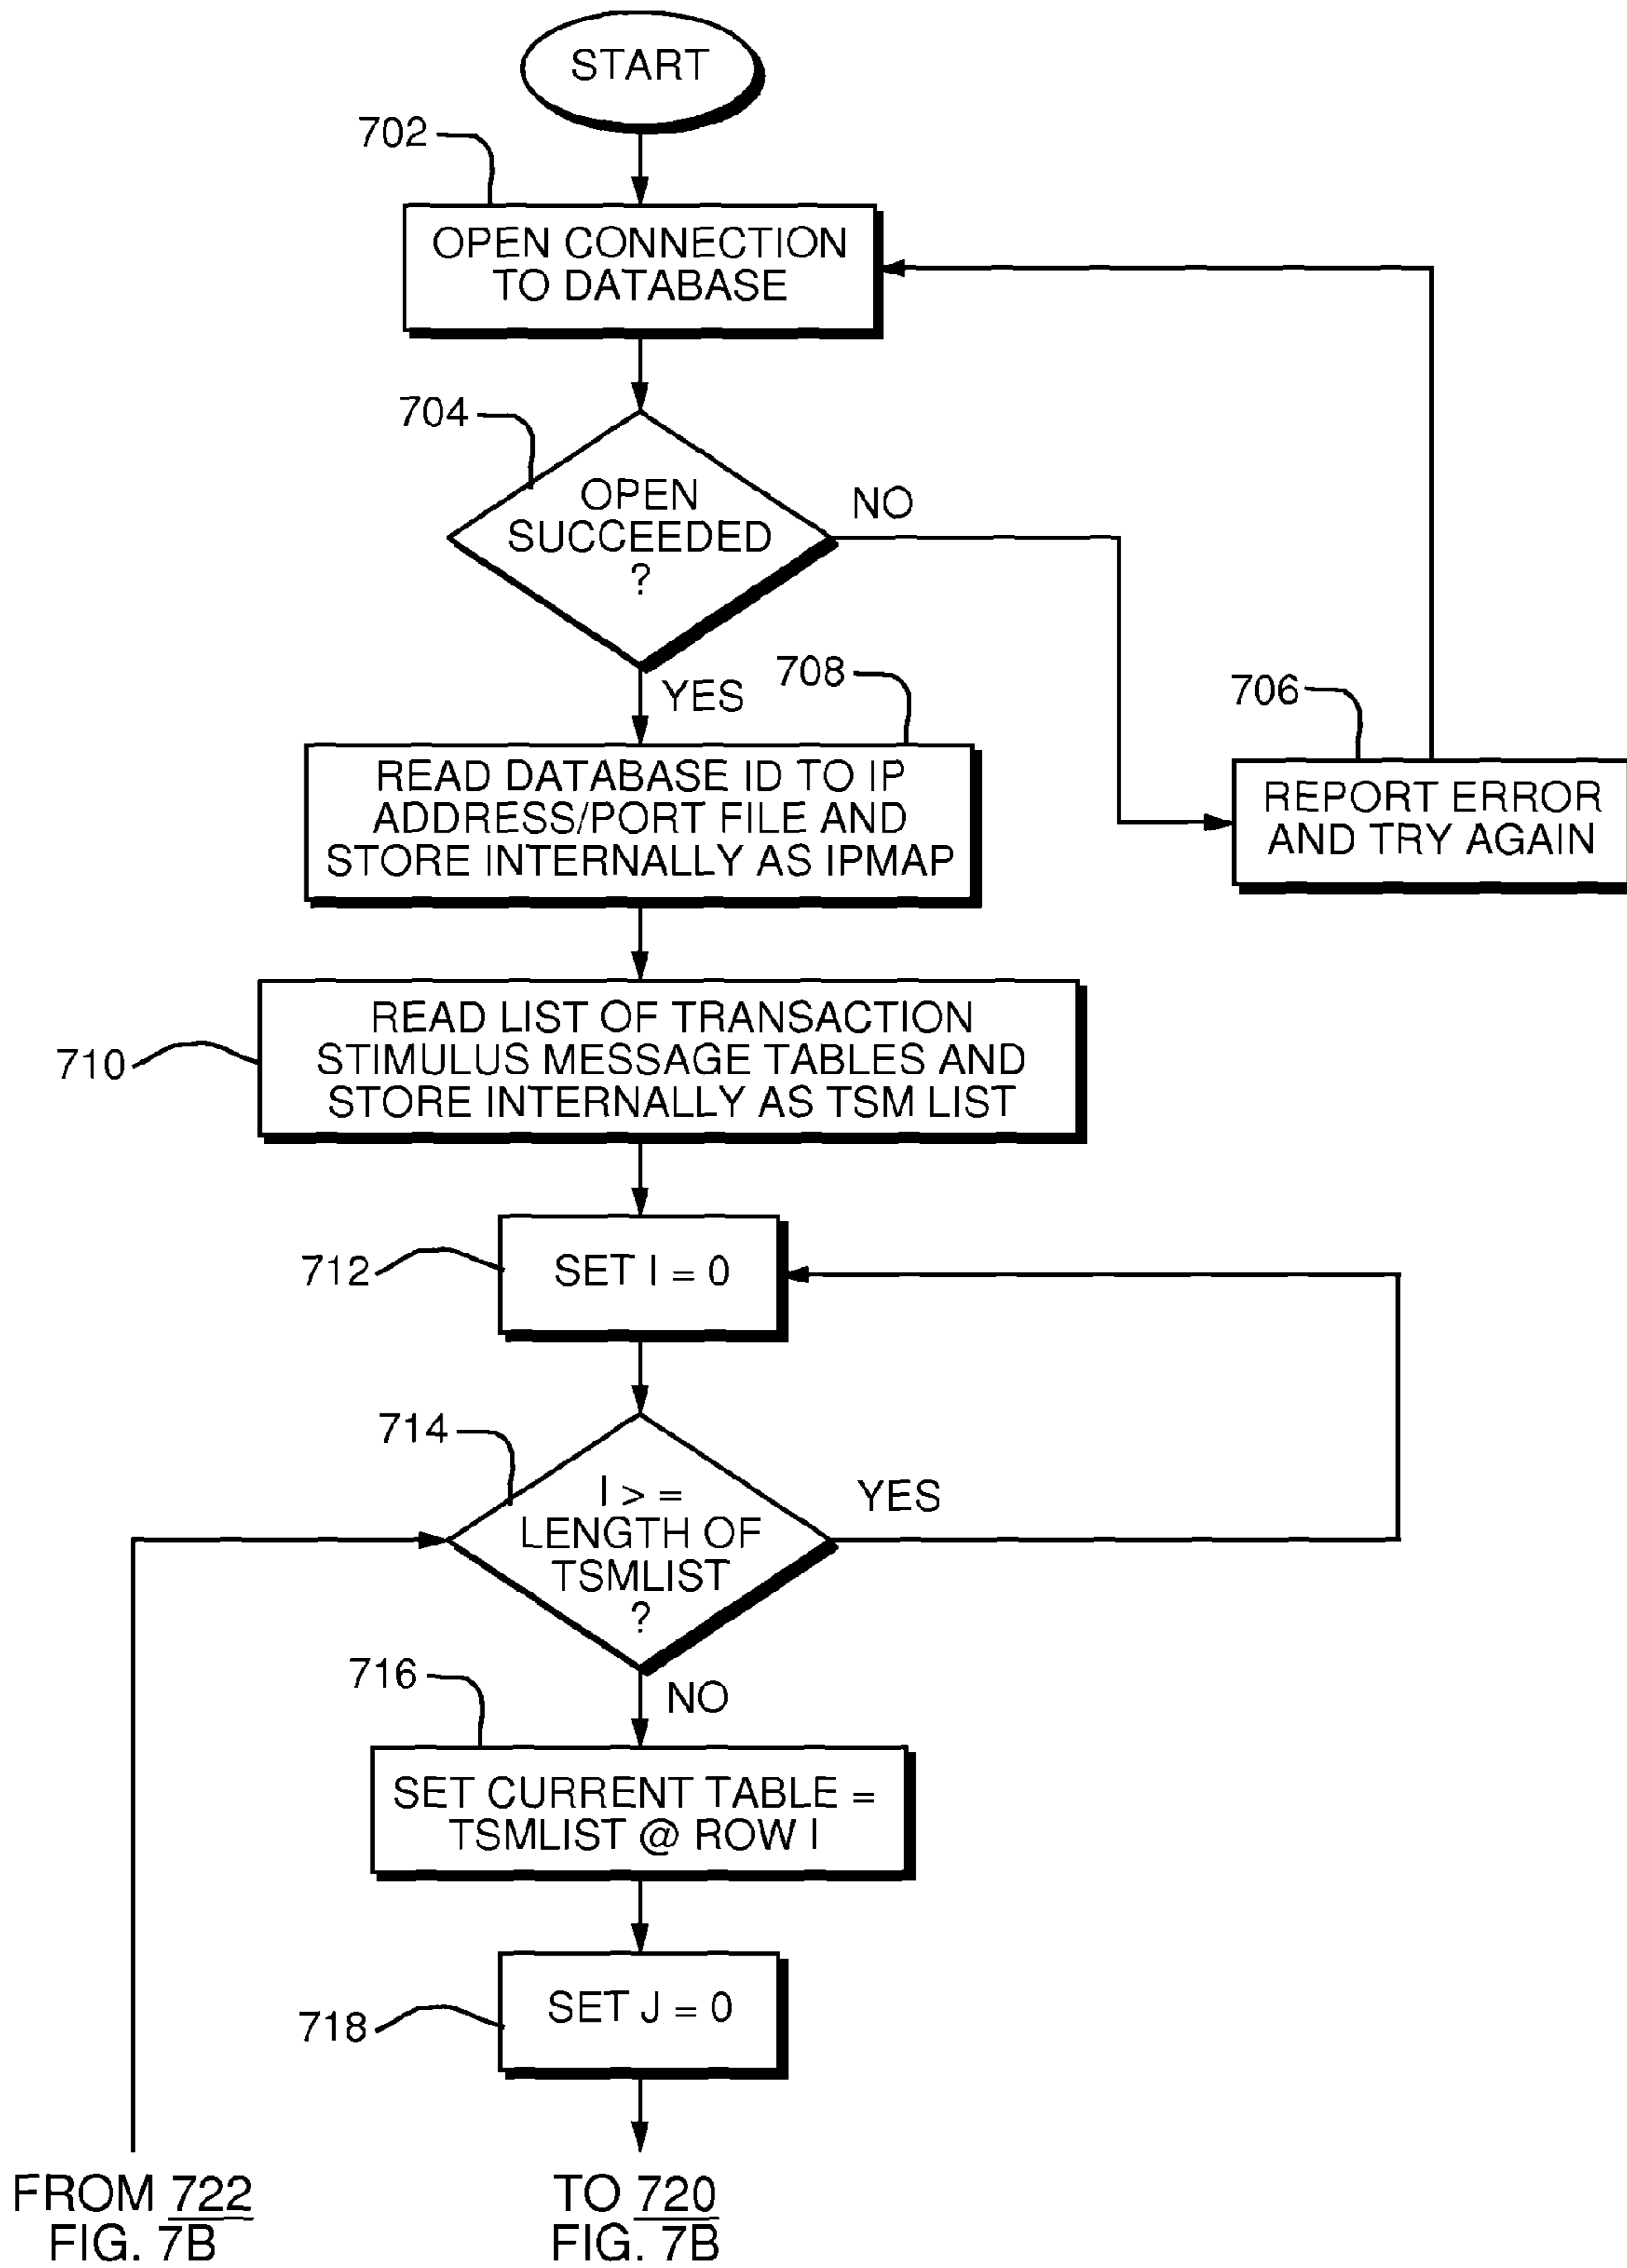 START
702
OPEN CONNECTION
TO DATABASE
704
OPEN
SUCCEEDED
?
NO
YES
708
706
READ DATABASE ID TO IP
ADDRESS/PORT FILE AND
STORE INTERNALLY AS IPMAP
REPORT ERROR
AND TRY AGAIN
710
READ LIST OF TRANSACTION
STIMULUS MESSAGE TABLES AND
STORE INTERNALLY AS TSM LIST
712
SET I = 0
714
I > =
LENGTH OF
TSMLIST
?
YES
716
NO
SET CURRENT TABLE =
TSMLIST @ ROW I
718
SET J = 0
FROM 722
FIG. 7B
TO 720
FIG. 7B